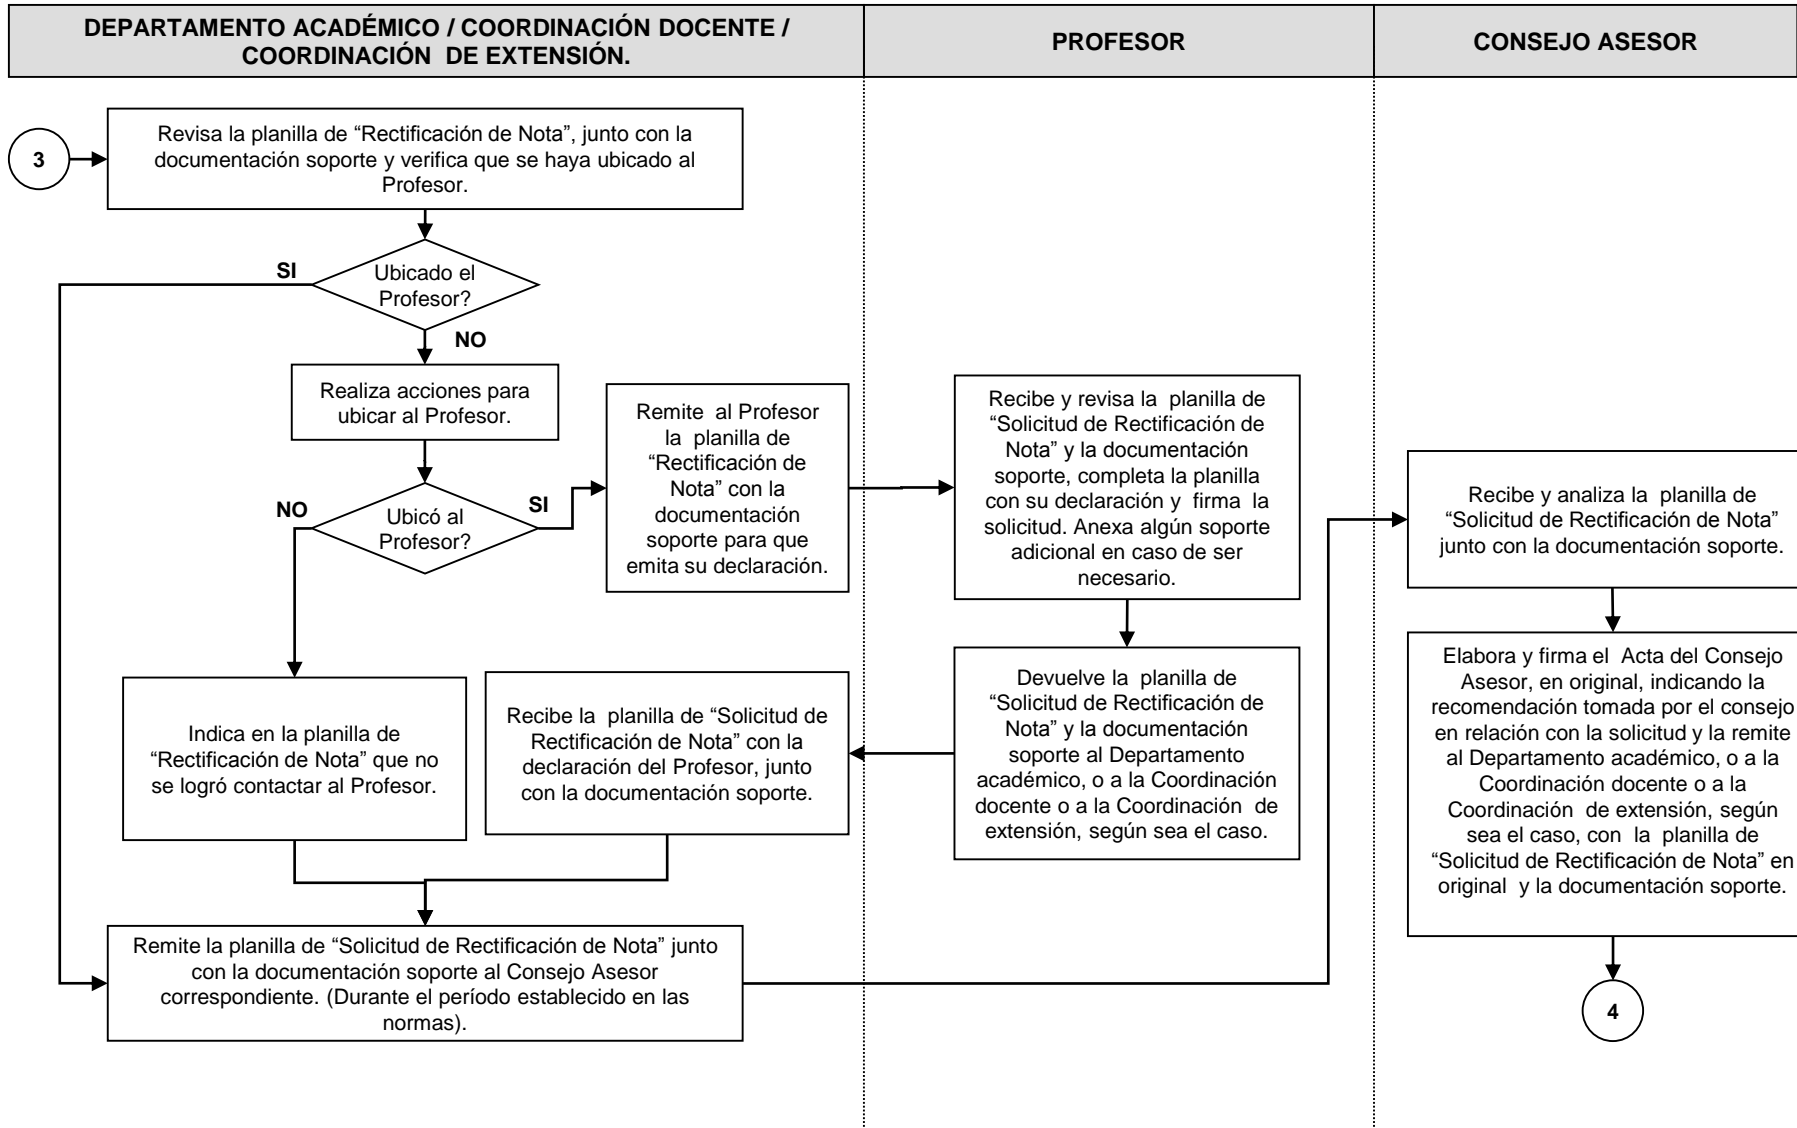 DEPARTAMENTO ACADÉMICO / COORDINACIÓN DOCENTE /
COORDINACIÓN DE EXTENSIÓN.
PROFESOR
CONSEJO ASESOR
3
Revisa la planilla de “Rectificación de Nota”, junto con la
documentación soporte y verifica que se haya ubicado al
Profesor.
SI
Ubicado el
Profesor?
NO
Realiza acciones para
ubicar al Profesor.
NO
Ubicó al
Profesor?
SI
Remite al Profesor
la planilla de
“Rectificación de
Nota” con la
documentación
soporte para que
emita su declaración.
Recibe y revisa la planilla de
“Solicitud de Rectificación de
Nota” y la documentación
soporte, completa la planilla
con su declaración y firma la
solicitud. Anexa algún soporte
adicional en caso de ser
necesario.
Devuelve la planilla de
“Solicitud de Rectificación de
Nota” y la documentación
soporte al Departamento
académico, o a la Coordinación
docente o a la Coordinación de
extensión, según sea el caso.
Indica en la planilla de
“Rectificación de Nota” que no
se logró contactar al Profesor.
Recibe la planilla de “Solicitud de
Rectificación de Nota” con la
declaración del Profesor, junto
con la documentación soporte.
Remite la planilla de “Solicitud de Rectificación de Nota” junto
con la documentación soporte al Consejo Asesor
correspondiente. (Durante el período establecido en las
normas).
Recibe y analiza la planilla de
“Solicitud de Rectificación de Nota”
junto con la documentación soporte.
Elabora y firma el Acta del Consejo
Asesor, en original, indicando la
recomendación tomada por el consejo
en relación con la solicitud y la remite
al Departamento académico, o a la
Coordinación docente o a la
Coordinación de extensión, según
sea el caso, con la planilla de
“Solicitud de Rectificación de Nota” en
original y la documentación soporte.
4